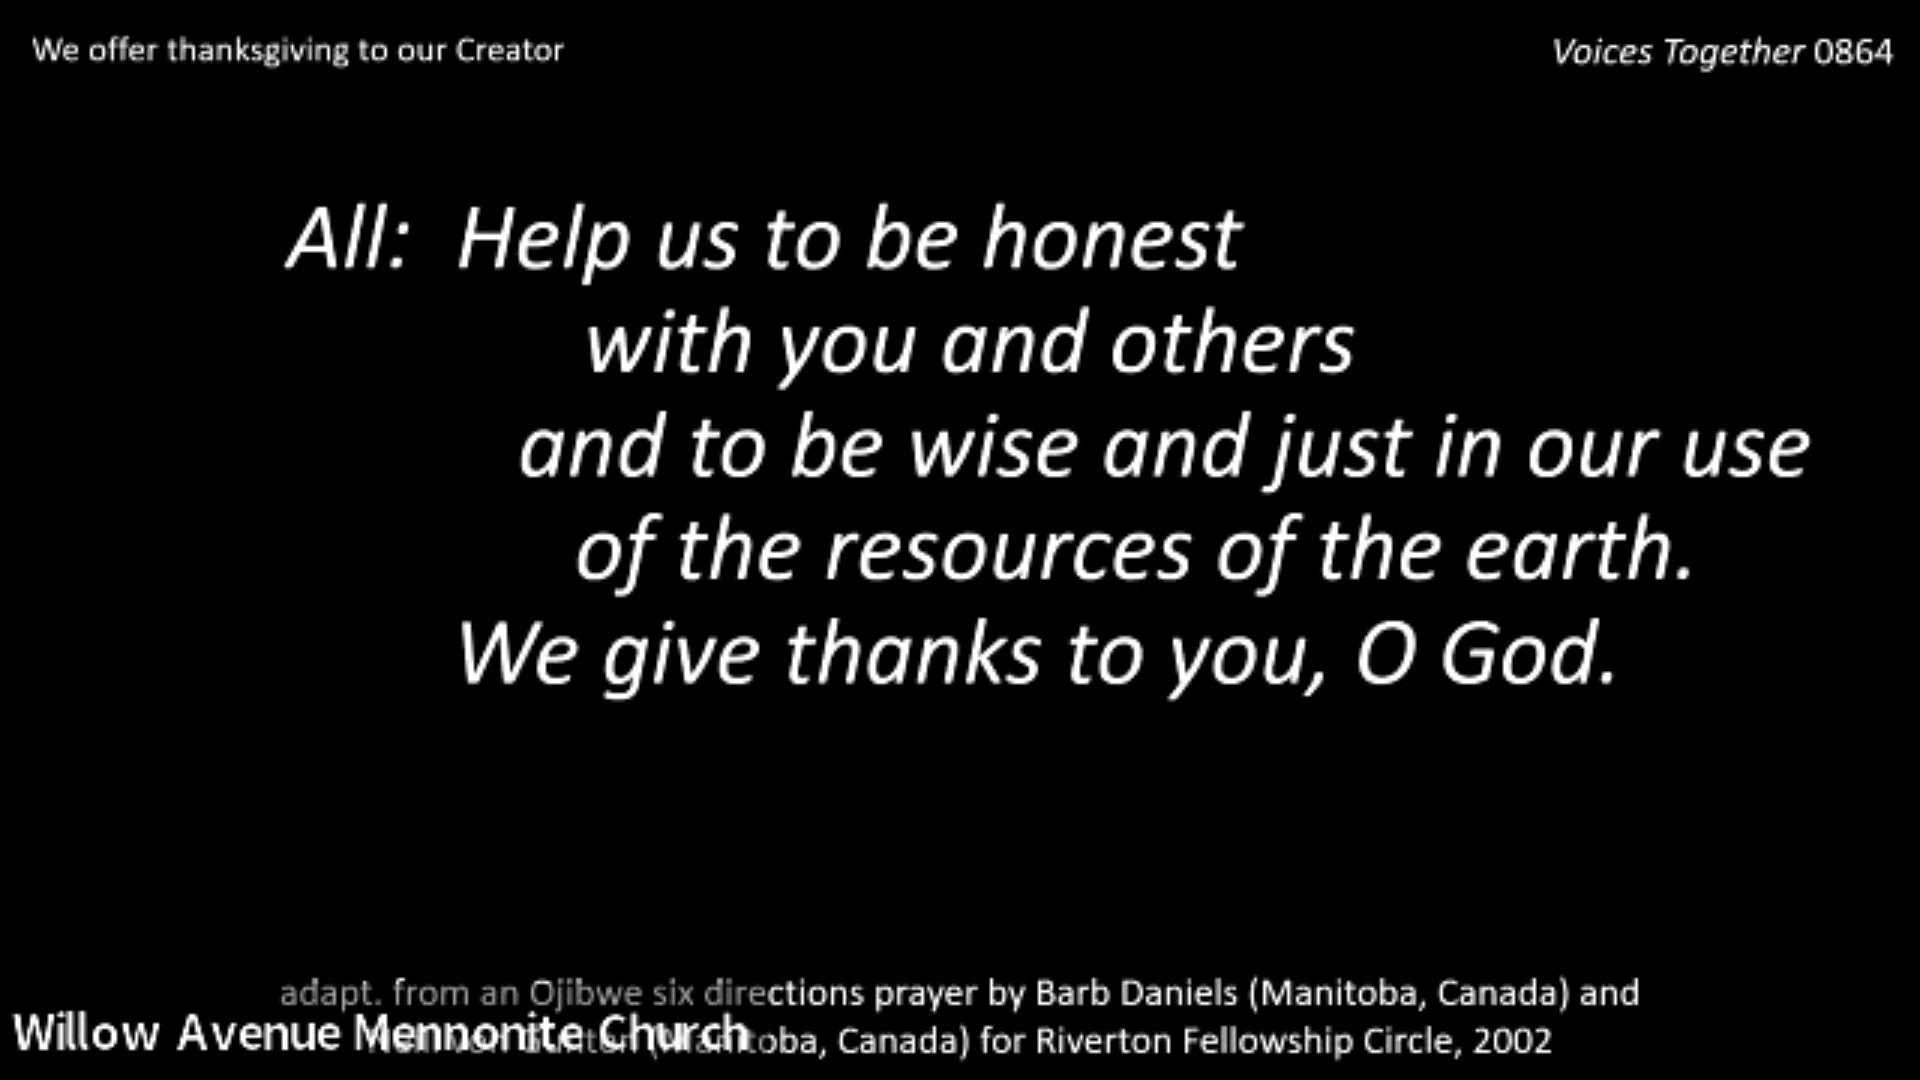 We offer thanksgiving to our Creator
Voices Together 0864
All: Help us to be honest
with you and others
and to be wise and just in our use
of the resources of the earth.
We give thanks to you, O God.
adapt. from an Ojibwe six directions prayer by Barb Daniels (Manitoba, Canada) and
(Manitoba, Canada) for Riverton Fellowship Circle, 2002
Willow Avenue Mennonite Church